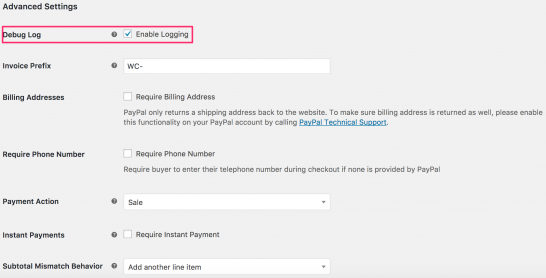 Advanced Settings
Debug Log Enable Logging
Invoice Prefix WC-
Billing Addresses Require Billing Address
PayPal only returns a shipping address back to the website. To make sure billing address is returned as well, please enable
this functionality on your PayPal account by calling PayPal Technical Support.
Require Phone Number Require Phone Number
Require buyer to enter their telephone number during checkout if none is provided by PayPal
Payment Action Sale
Instant Payments Require Instant Payment
Subtotal Mismatch Behavior Add another line item